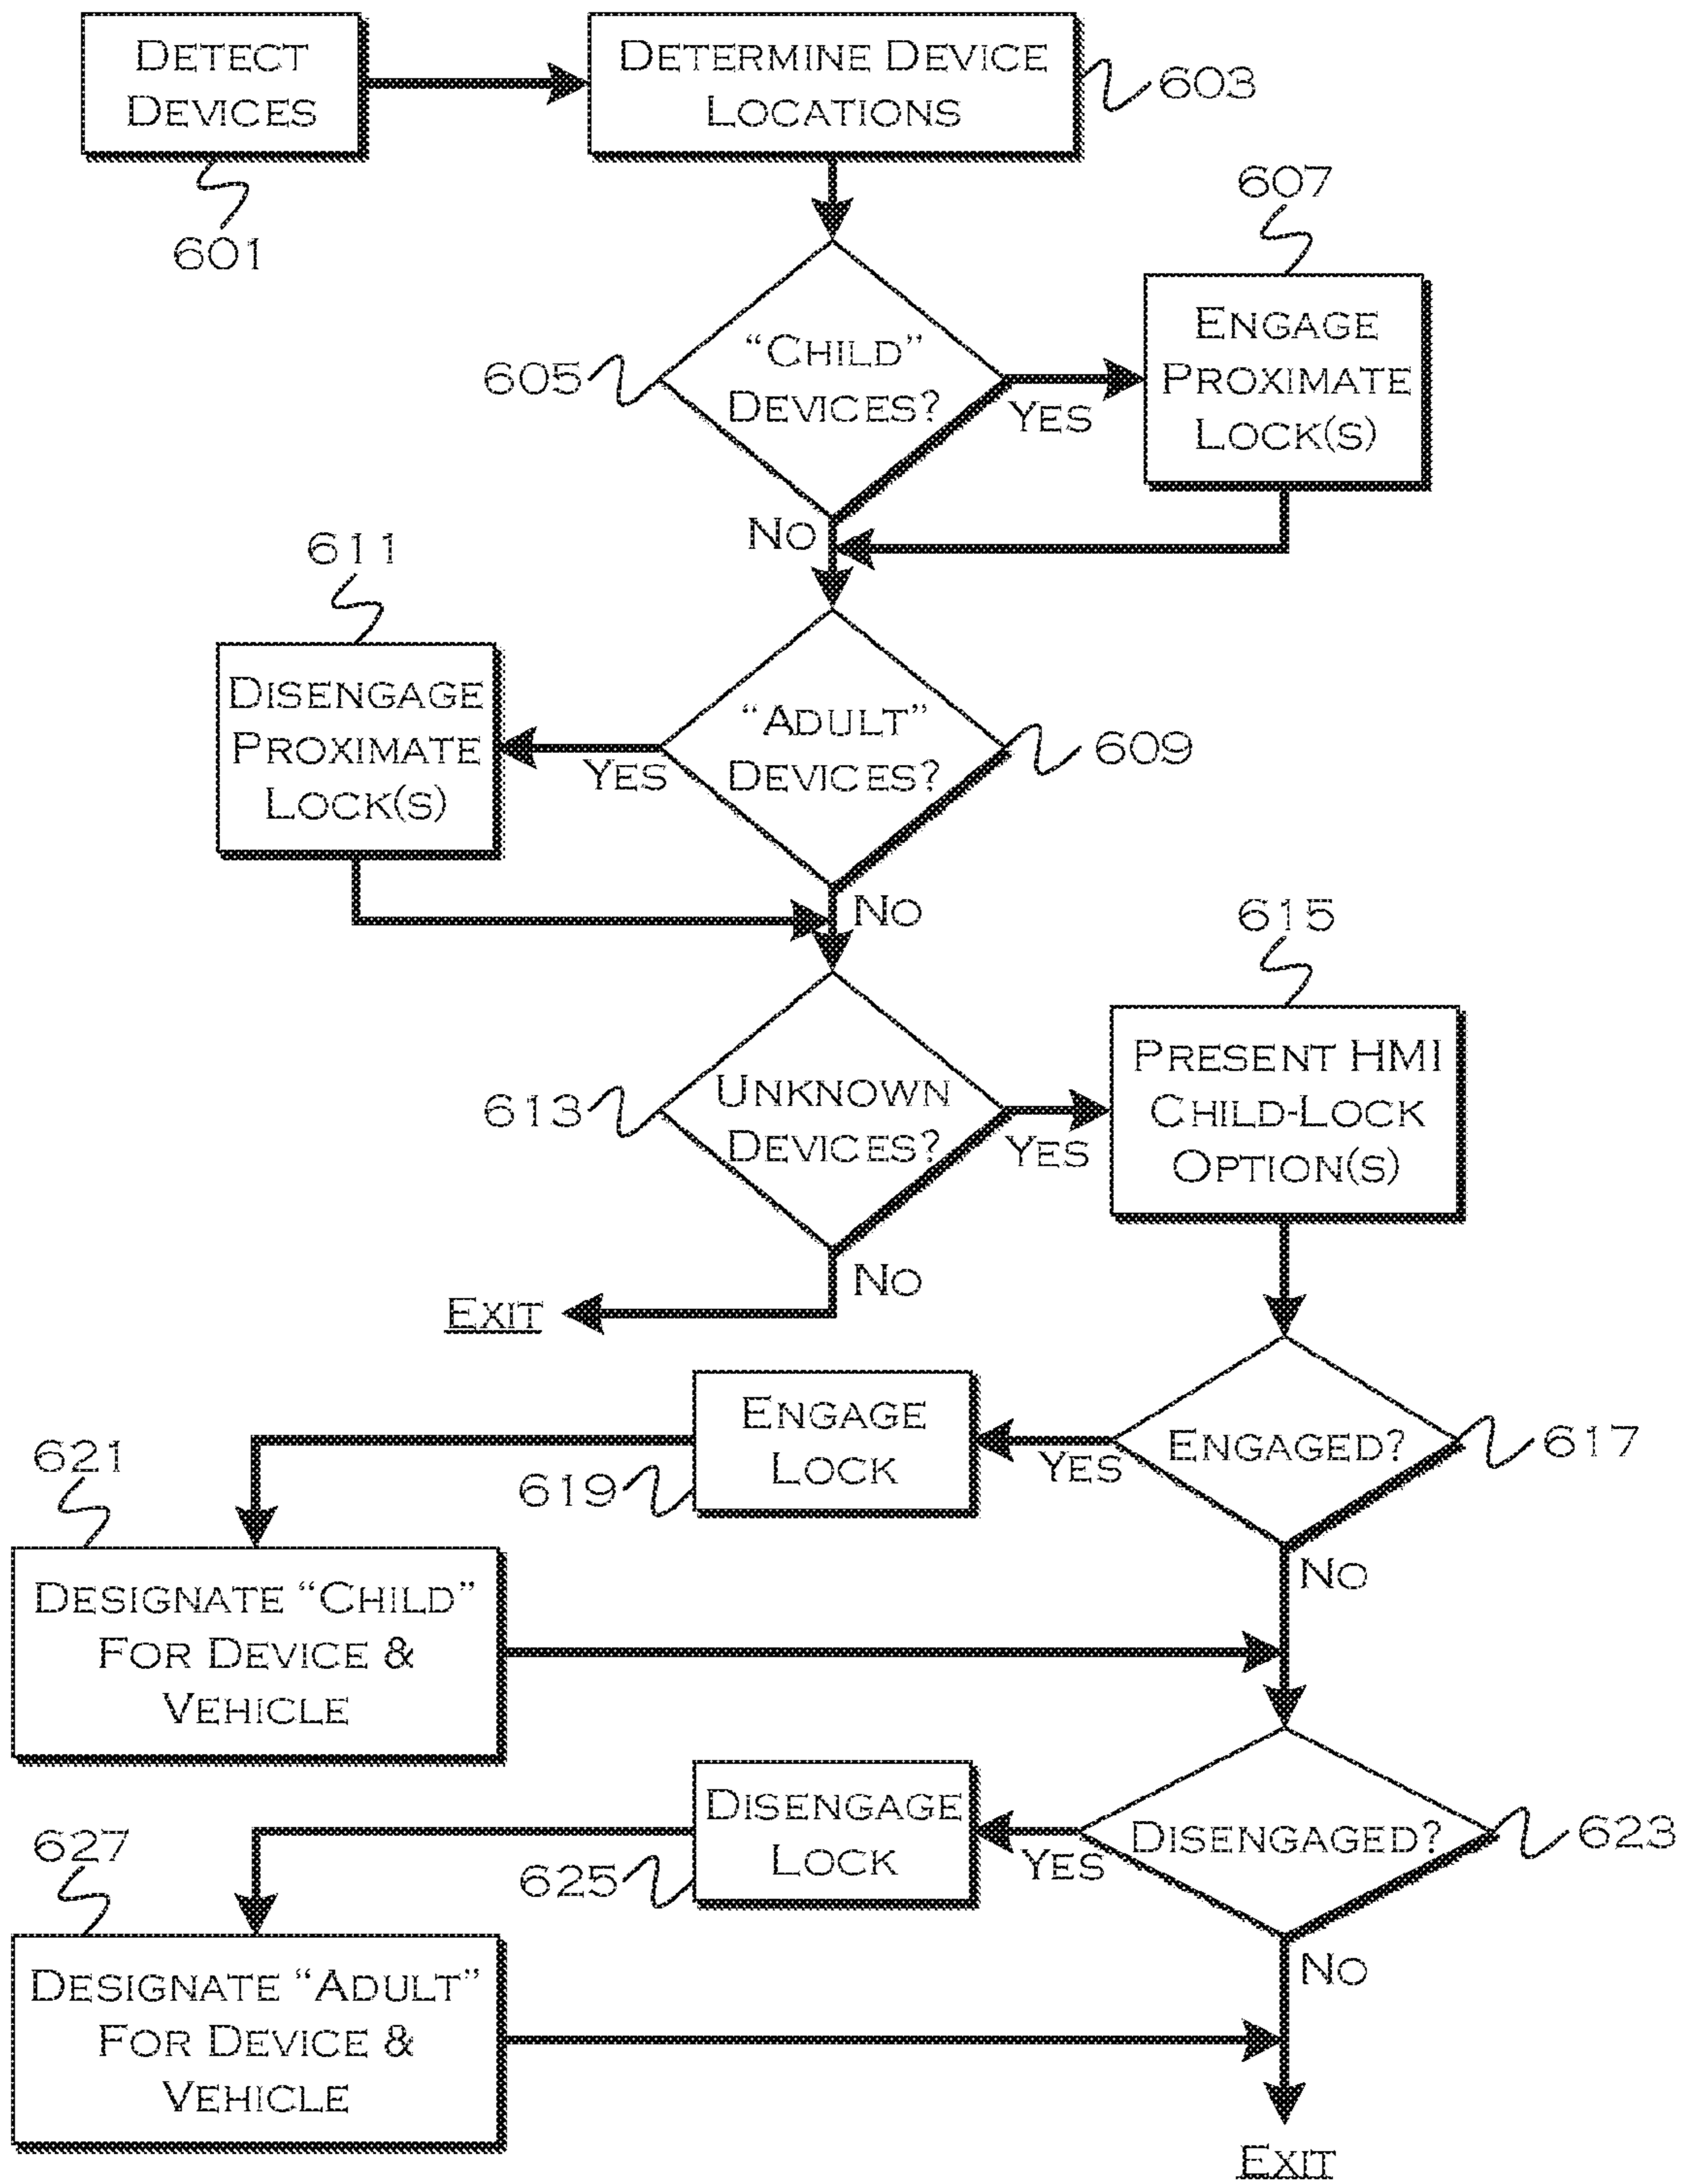 DETECT
DEVICES
601
DETERMINE DEVICE
LOCATIONS
603
"CHILD"
DEVICES?
605
YES
NO
607
ENGAGE
PROXIMATE
LOCK(S)
"ADULT"
DEVICES?
609
YES
NO
611
DISENGAGE
PROXIMATE
LOCK(S)
UNKNOWN
DEVICES?
613
YES
NO
EXIT
615
PRESENT HMI
CHILD-LOCK
OPTION(S)
ENGAGED?
617
YES
NO
ENGAGE
LOCK
619
621
DESIGNATE "CHILD"
FOR DEVICE &
VEHICLE
DISENGAGED?
623
YES
NO
DISENGAGE
LOCK
625
627
DESIGNATE "ADULT"
FOR DEVICE &
VEHICLE
EXIT